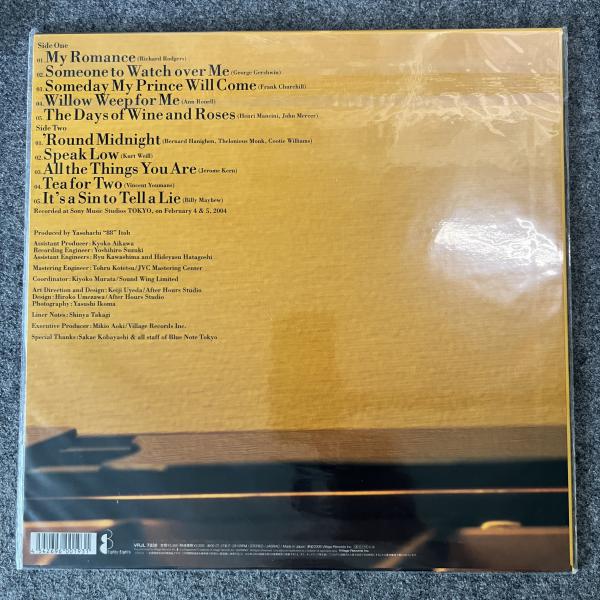 Side One
01. My Romance (Richard Rodgers)
02. Someone to Watch over Me (George Gershwin)
03. Someday My Prince Will Come (Frank Churchill)
04. Willow Weep for Me (Ann Ronell)
05. The Days of Wine and Roses (Henri Mancini, John Mercer)
Side Two
01. 'Round Midnight (Bernard Hanighen, Thelonious Monk, Cootie Williams)
02. Speak Low (Kurt Weill)
03. All the Things You Are (Jerome Kern)
04. Tea for Two (Vincent Youmans)
05. It's a Sin to Tell a Lie (Billy Mayhew)
Recorded at Sony Music Studios TOKYO, on February 4 & 5, 2004
Produced by Yasohachi "88" Itoh
Assistant Producer: Kyoko Aikawa
Recording Engineer: Yoshihiro Suzuki
Assistant Engineers: Ryu Kawashima and Hideyasu Hatagoshi
Mastering Engineer: Tohru Kotetsu/JVC Mastering Center
Coordinator: Kiyoko Murata/Sound Wing Limited
Art Direction and Design: Keiji Uyeda/After Hours Studio
Design: Hiroko Umezawa/After Hours Studio
Photography: Yasushi Ikoma
Liner Notes: Shinya Takagi
Executive Producer: Mikio Aoki/Village Records Inc.
Special Thanks: Sakae Kobayashi & all staff of Blue Note Tokyo
Eighty-Eight's
VRJL 7020